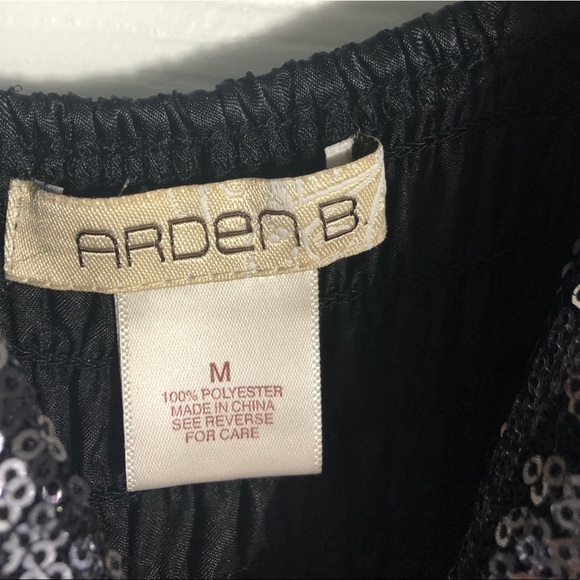 ARDEN B
M
100% POLYESTER
MADE IN CHINA
SEE REVERSE
FOR CARE